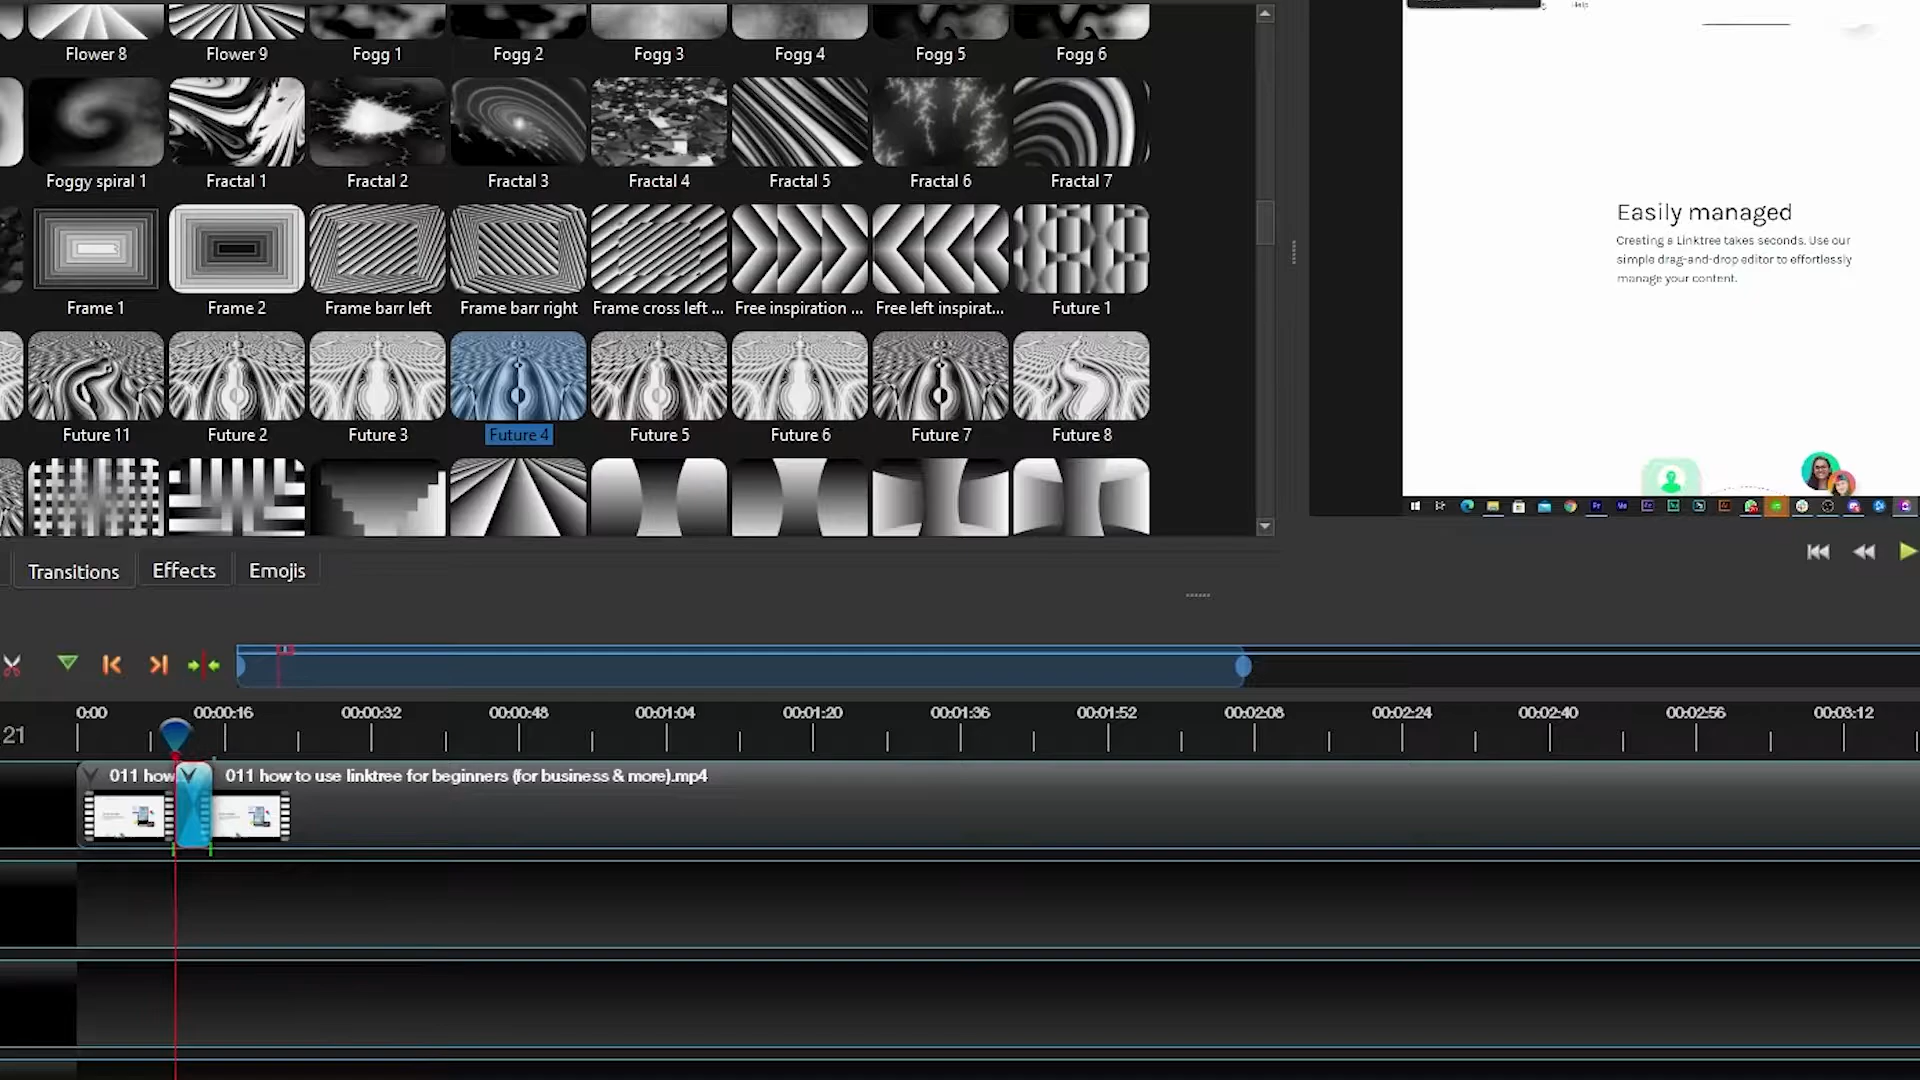 Help
Flower 8
Flower 9
Fogg 1
Fogg 2
Fogg 3
Fogg 4
Fogg 5
Fogg 6
Foggy spiral 1
Fractal 1
Fractal 2
Fractal 3
Fractal 4
Fractal 5
Fractal 6
Fractal 7
Frame 1
Frame 2
Frame barr left
Frame barr right
Frame cross left ...
Free inspiration ...
Free left inspirat...
Future 1
Future 11
Future 2
Future 3
Future 4
Future 5
Future 6
Future 7
Future 8
Easily managed
Creating a Linktree takes seconds. Use our
simple drag-and-drop editor to effortlessly
manage your content.
Transitions
Effects
Emojis
0:00
00:00:16
00:00:32
00:00:48
00:01:04
00:01:20
00:01:36
00:01:52
00:02:08
00:02:24
00:02:40
00:02:56
00:03:12
21
011 how
011 how to use linktree for beginners (for business & more).mp4